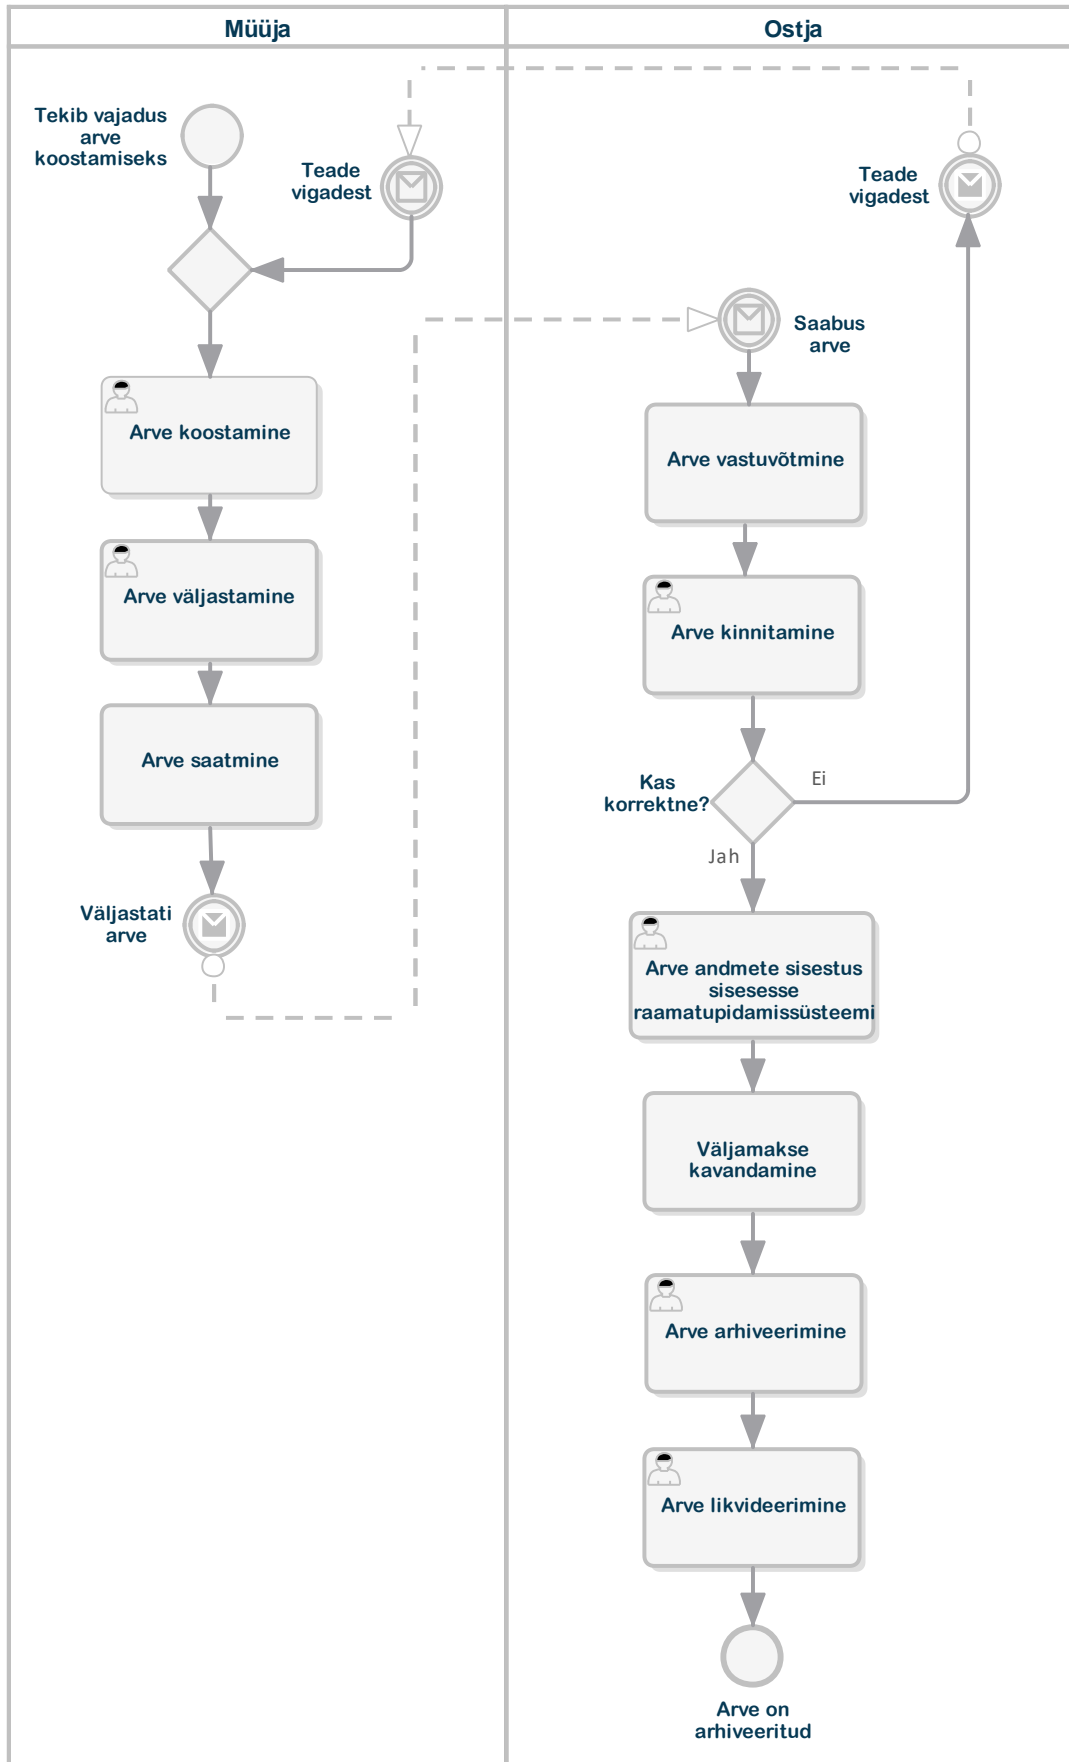 Müüja
Ostja
Tekib vajadus
arve
koostamiseks
Teade
vigadest
Teade
vigadest
Saabus
arve
Arve koostamine
Arve vastuvõtmine
Arve väljastamine
Arve kinnitamine
Arve saatmine
Kas
korrektne?
Ei
Jah
Väljastati
arve
Arve andmete sisestus
sisesesse
raamatupidamissüsteemi
Väljamakse
kavandamine
Arve arhiveerimine
Arve likvideerimine
Arve on
arhiveeritud